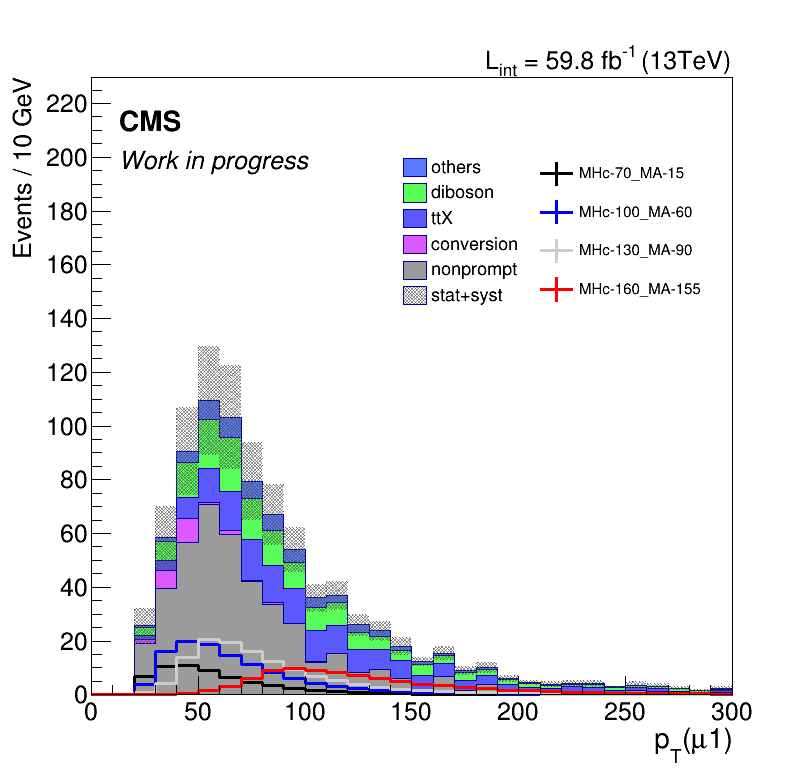 L_int = 59.8 fb^-1 (13TeV)
Events / 10 GeV
CMS
Work in progress
others
diboson
ttX
conversion
nonprompt
stat+syst
MHc-70_MA-15
MHc-100_MA-60
MHc-130_MA-90
MHc-160_MA-155
220
200
180
160
140
120
100
80
60
40
20
0
0 50 100 150 200 250 300
p_T(μ1)